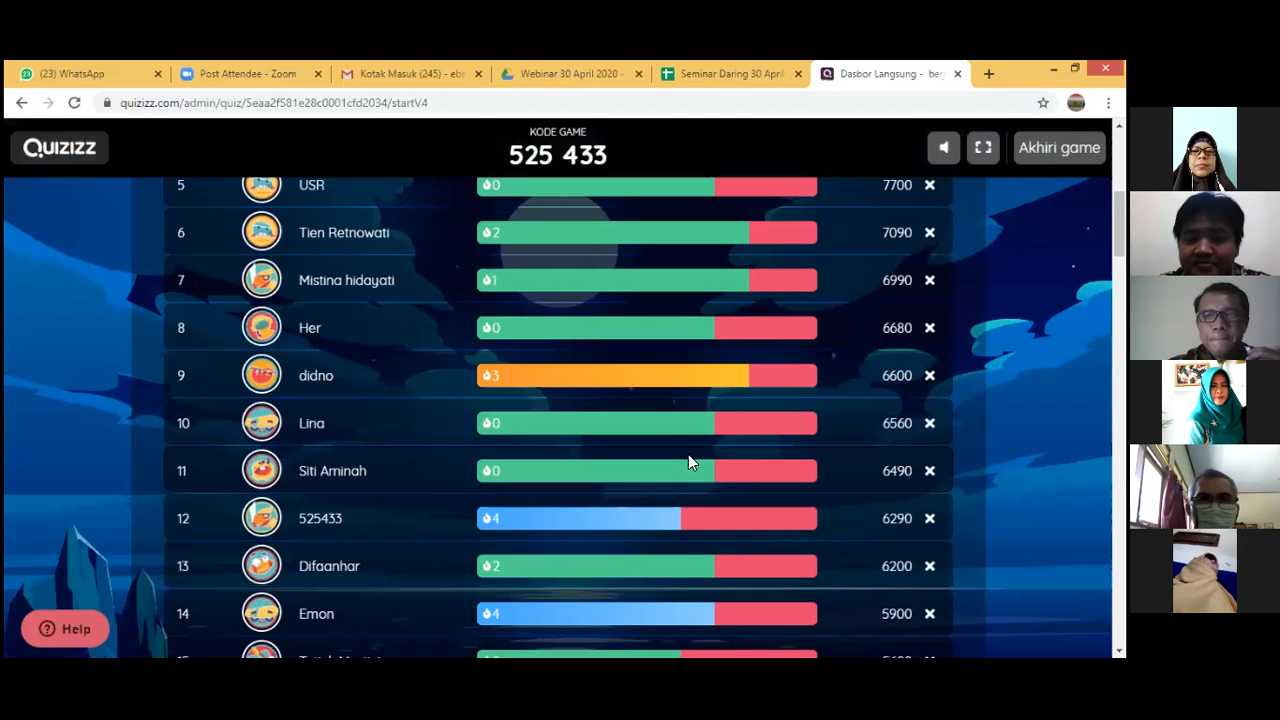 (23) WhatsApp
Post Attendee - Zoom
Kotak Masuk (245) - ebs
Webinar 30 April 2020 -
Seminar Daring 30 April
Dasbor Langsung - ber
quizizz.com/admin/quiz/5eaa2f581e28c0001cfd2034/startV4
Quizizz
KODE GAME
525 433
Akhiri game
5 USR 0 7700
6 Tien Retnowati 2 7090
7 Mistina hidayati 1 6990
8 Her 0 6680
9 didno 3 6600
10 Lina 0 6560
11 Siti Aminah 0 6490
12 525433 4 6290
13 Difaanhar 2 6200
14 Emon 4 5900
Help